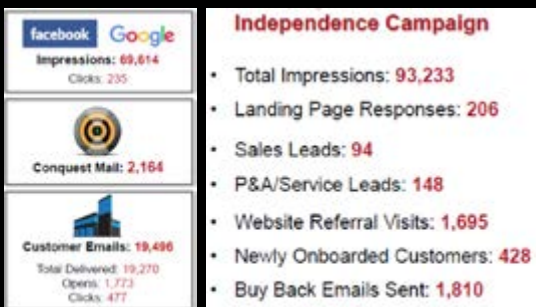 facebook Google
Impressions: 69,614
Clicks: 235
Conquest Mail: 2,164
Customer Emails: 19,496
Total Delivered: 19,270
Opens: 1,773
Clicks: 477
Independence Campaign
• Total Impressions: 93,233
• Landing Page Responses: 206
• Sales Leads: 94
• P&A/Service Leads: 148
• Website Referral Visits: 1,695
• Newly Onboarded Customers: 428
• Buy Back Emails Sent: 1,810